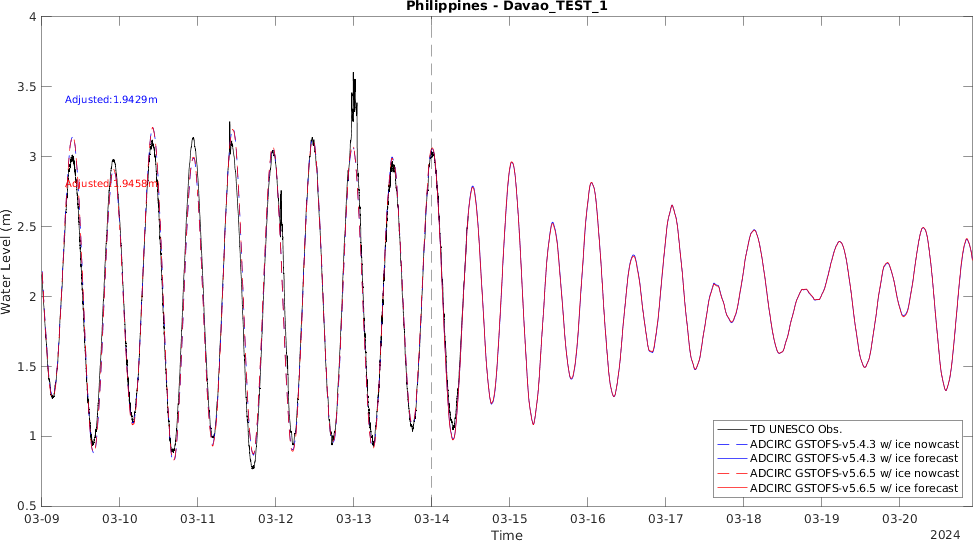 Philippines - Davao_TEST_1
4
3.5
3
2.5
2
1.5
1
0.5
Water Level (m)
Adjusted:1.9429m
Adjusted:1.9458m
TD UNESCO Obs.
ADCIRC GSTOFS-v5.4.3 w/ ice nowcast
ADCIRC GSTOFS-v5.4.3 w/ ice forecast
ADCIRC GSTOFS-v5.6.5 w/ ice nowcast
ADCIRC GSTOFS-v5.6.5 w/ ice forecast
03-09 03-10 03-11 03-12 03-13 03-14 03-15 03-16 03-17 03-18 03-19 03-20
Time
2024